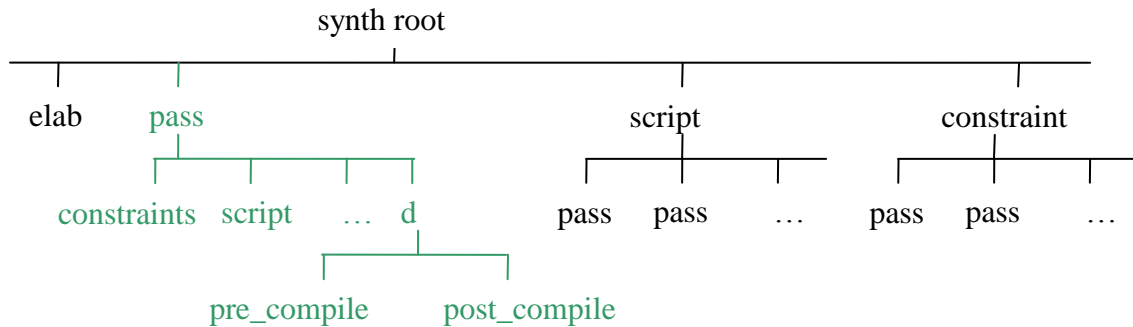 synth root
elab pass script constraint
constraints script … d pass pass … pass pass …
pre_compile post_compile